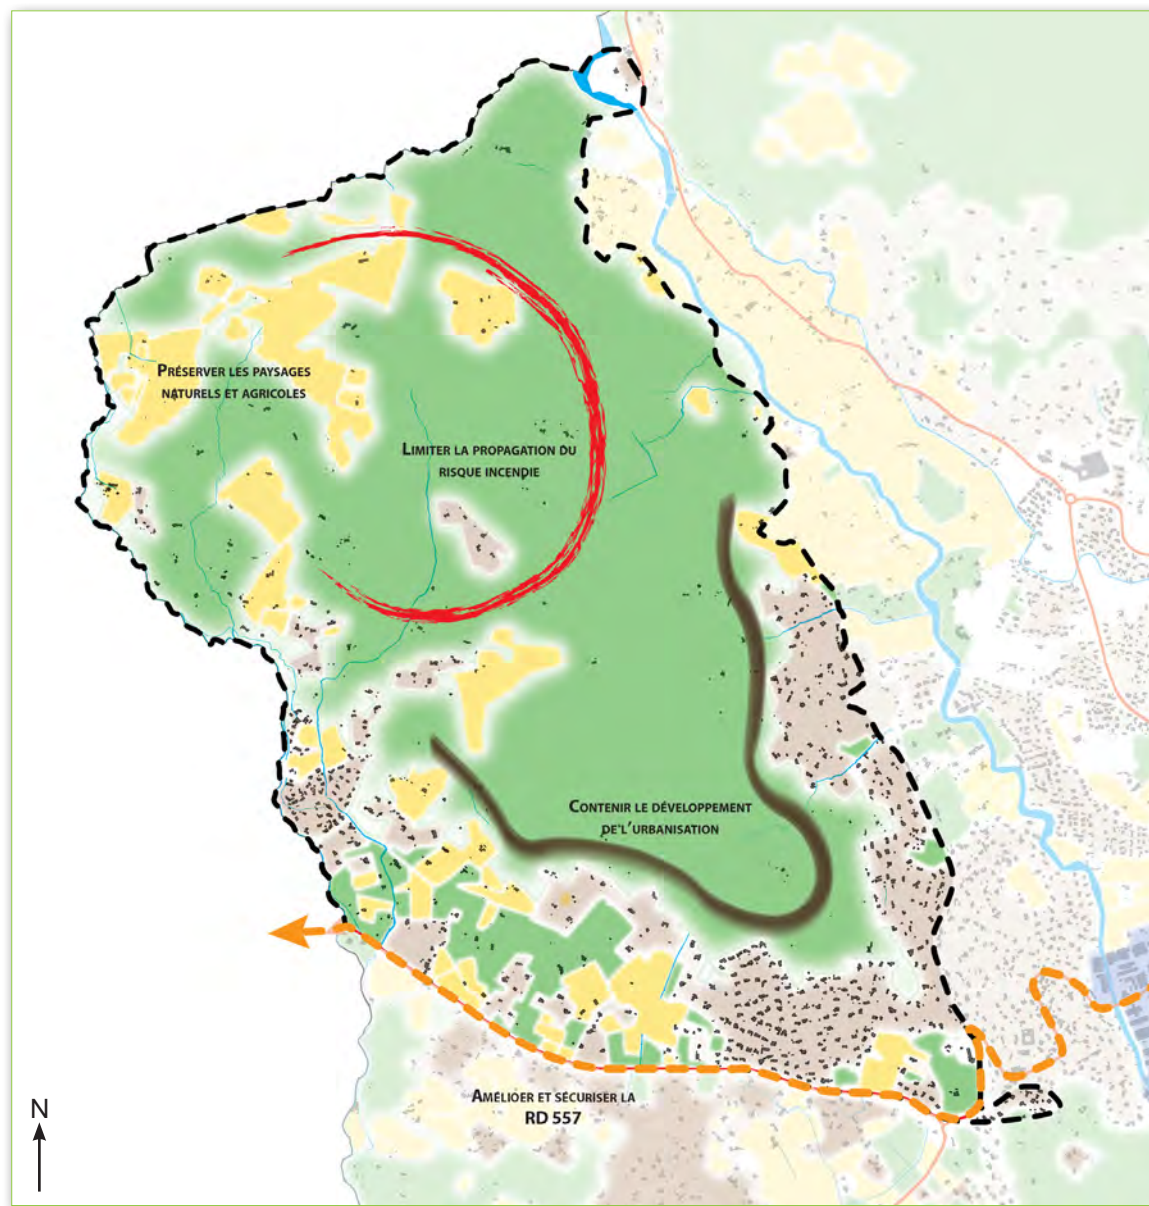 PRÉSERVER LES PAYSAGES
NATURELS ET AGRICOLES
LIMITER LA PROPAGATION DU
RISQUE INCENDIE
CONTENIR LE DÉVELOPPEMENT
DE L'URBANISATION
AMÉLIOER ET SÉCURISER LA
RD 557
N